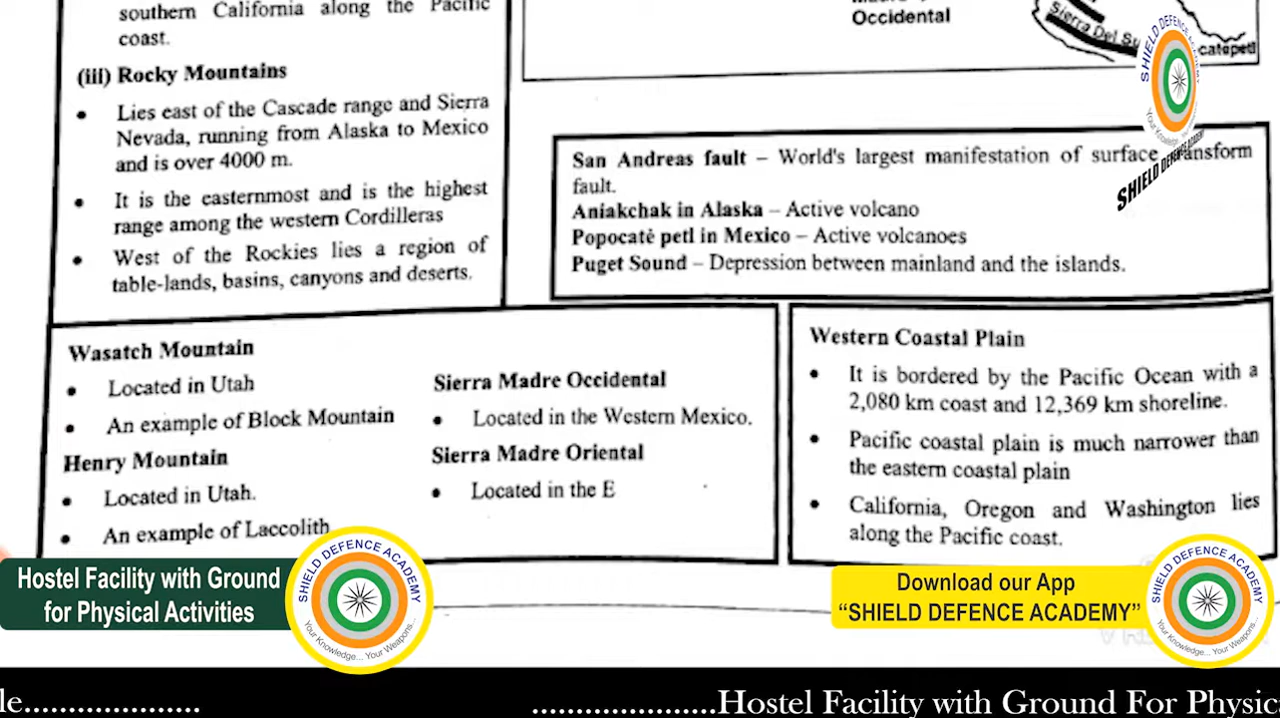 southern California along the Pacific
coast.
(iii) Rocky Mountains
• Lies east of the Cascade range and Sierra
Nevada, running from Alaska to Mexico
and is over 4000 m.
• It is the easternmost and is the highest
range among the western Cordilleras
• West of the Rockies lies a region of
table-lands, basins, canyons and deserts.
Occidental
Sierra Del Su
catepetl
SHIELD DEFENCE ACADEMY
SHIELD DEFENCE
San Andreas fault – World's largest manifestation of surface transform
fault.
Aniakchak in Alaska – Active volcano
Popocatė petl in Mexico – Active volcanoes
Puget Sound – Depression between mainland and the islands.
Wasatch Mountain
• Located in Utah
• An example of Block Mountain
Henry Mountain
• Located in Utah.
• An example of Laccolith
Sierra Madre Occidental
• Located in the Western Mexico.
Sierra Madre Oriental
• Located in the E
Western Coastal Plain
• It is bordered by the Pacific Ocean with a
2,080 km coast and 12,369 km shoreline.
• Pacific coastal plain is much narrower than
the eastern coastal plain
• California, Oregon and Washington lies
along the Pacific coast.
Hostel Facility with Ground
for Physical Activities
SHIELD DEFENCE ACADEMY
Your Knowledge... Your Weapons...
Download our App
“SHIELD DEFENCE ACADEMY”
SHIELD DEFENCE ACADEMY
Your Knowledge... Your Weapons...
le.................... .....................Hostel Facility with Ground For Physic